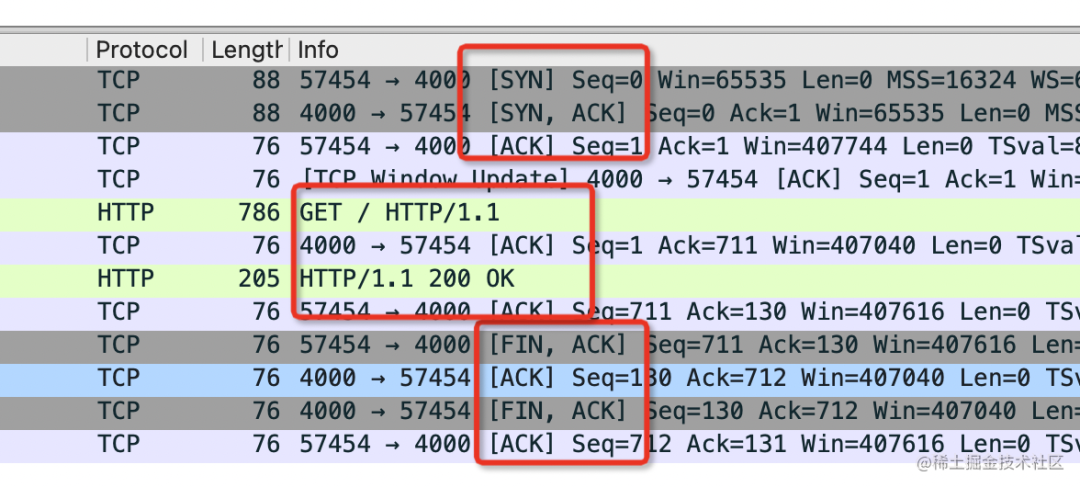 Protocol Length Info
TCP 88 57454 → 4000 [SYN] Seq=0 Win=65535 Len=0 MSS=16324 WS=6
TCP 88 4000 → 57454 [SYN, ACK] Seq=0 Ack=1 Win=65535 Len=0 MSS
TCP 76 57454 → 4000 [ACK] Seq=1 Ack=1 Win=407744 Len=0 TSval=8
TCP 76 [TCP Window Update] 4000 → 57454 [ACK] Seq=1 Ack=1 Win=
HTTP 786 GET / HTTP/1.1
TCP 76 4000 → 57454 [ACK] Seq=1 Ack=711 Win=407040 Len=0 TSval
HTTP 205 HTTP/1.1 200 OK
TCP 76 57454 → 4000 [ACK] Seq=711 Ack=130 Win=407616 Len=0 TSv
TCP 76 57454 → 4000 [FIN, ACK] Seq=711 Ack=130 Win=407616 Len=
TCP 76 4000 → 57454 [ACK] Seq=130 Ack=712 Win=407040 Len=0 TSv
TCP 76 4000 → 57454 [FIN, ACK] Seq=130 Ack=712 Win=407040 Len=
TCP 76 57454 → 4000 [ACK] Seq=712 Ack=131 Win=407616 Len=0 TSv
@稀土掘金技术社区